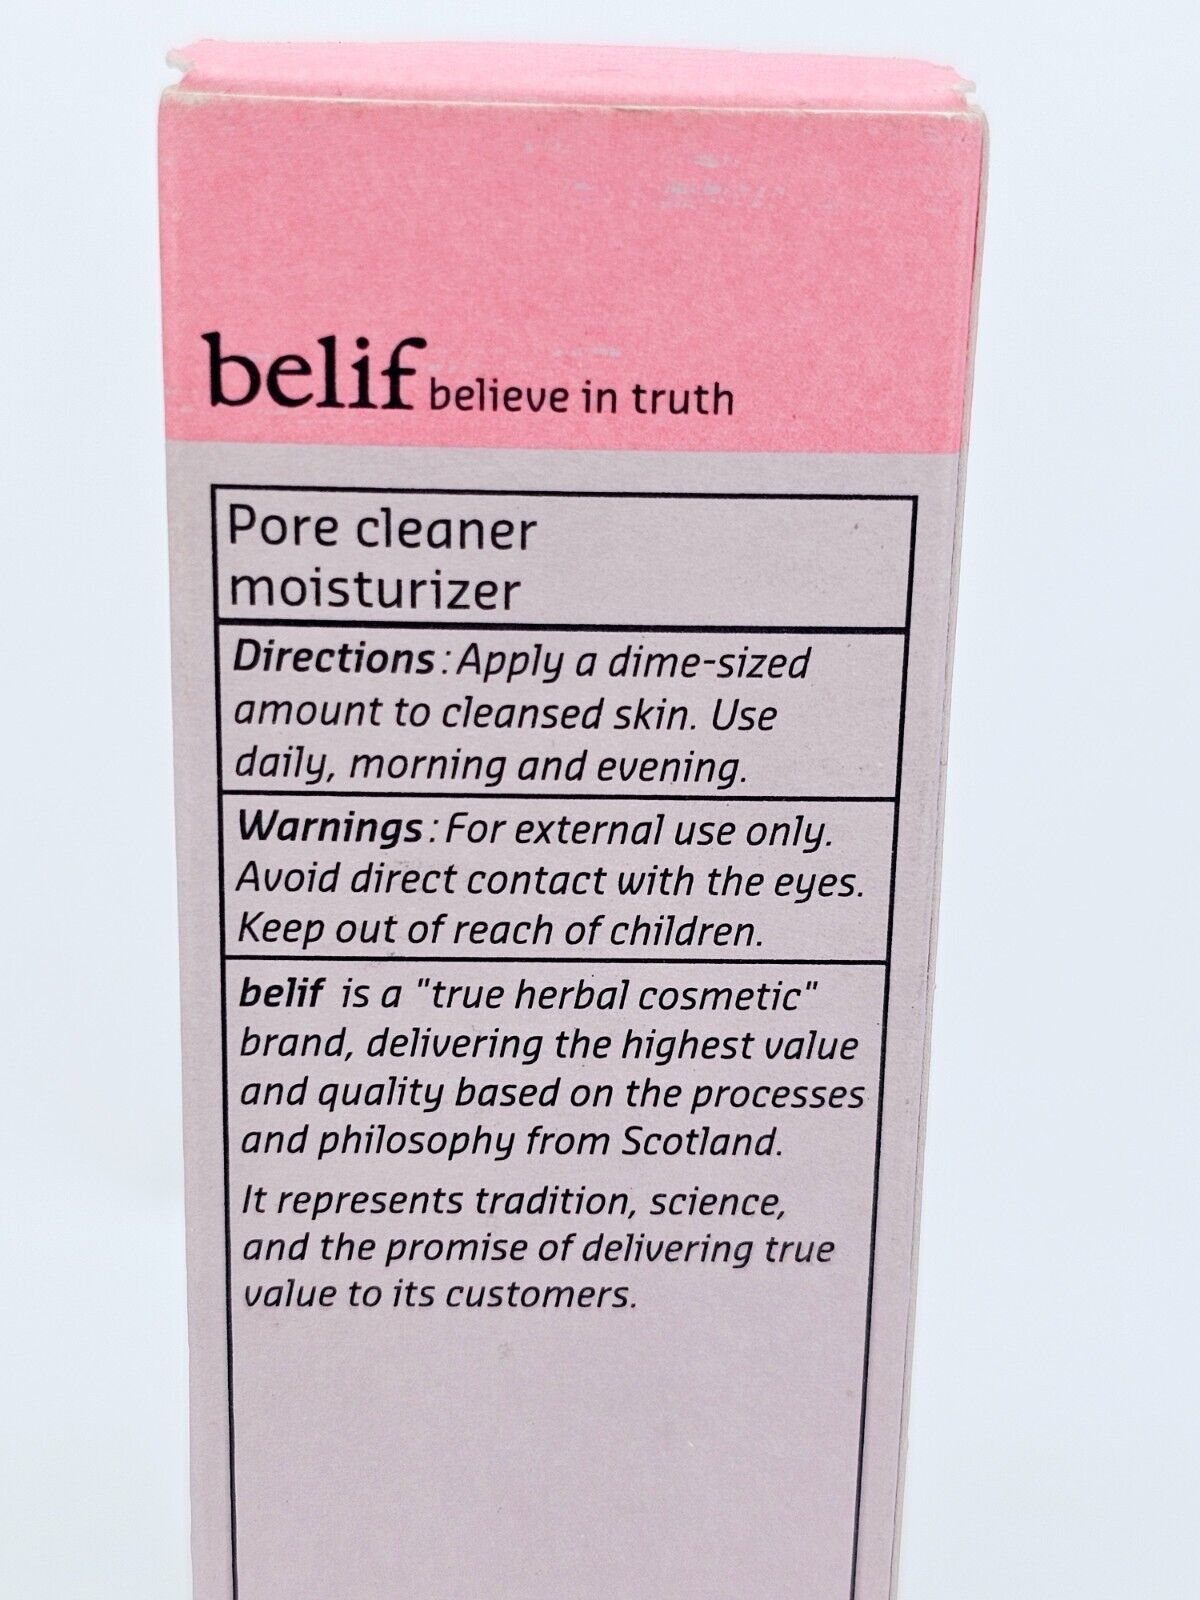 belif believe in truth
Pore cleaner
moisturizer
Directions: Apply a dime-sized
amount to cleansed skin. Use
daily, morning and evening.
Warnings: For external use only.
Avoid direct contact with the eyes.
Keep out of reach of children.
belif is a "true herbal cosmetic"
brand, delivering the highest value
and quality based on the processes
and philosophy from Scotland.
It represents tradition, science,
and the promise of delivering true
value to its customers.